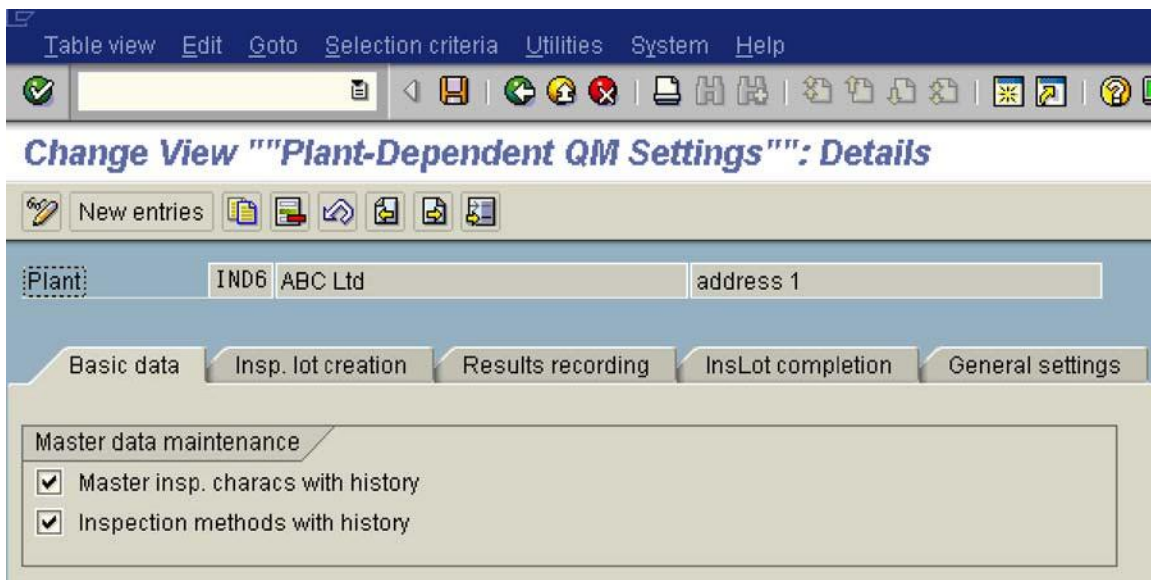 Table view Edit Goto Selection criteria Utilities System Help
Change View ""Plant-Dependent QM Settings"": Details
New entries
Plant IND6 ABC Ltd address 1
Basic data Insp. lot creation Results recording InsLot completion General settings
Master data maintenance
Master insp. characs with history
Inspection methods with history